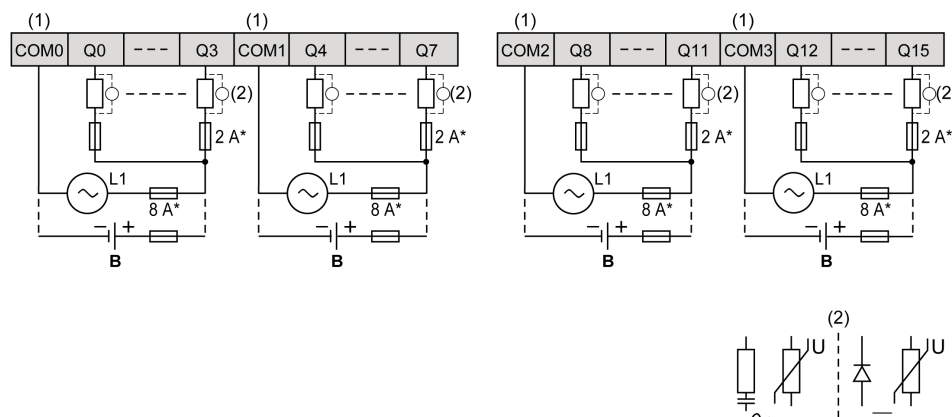 (1) (1) (1) (1)
COM0 Q0 --- Q3 COM1 Q4 --- Q7 COM2 Q8 --- Q11 COM3 Q12 --- Q15
(2) (2) (2) (2
2 A* 2 A* 2 A* 2 A*
L1 L1 L1 L1
8 A* 8 A* 8 A* 8 A*
− + − + − + − +
B B B B
(2)
U U